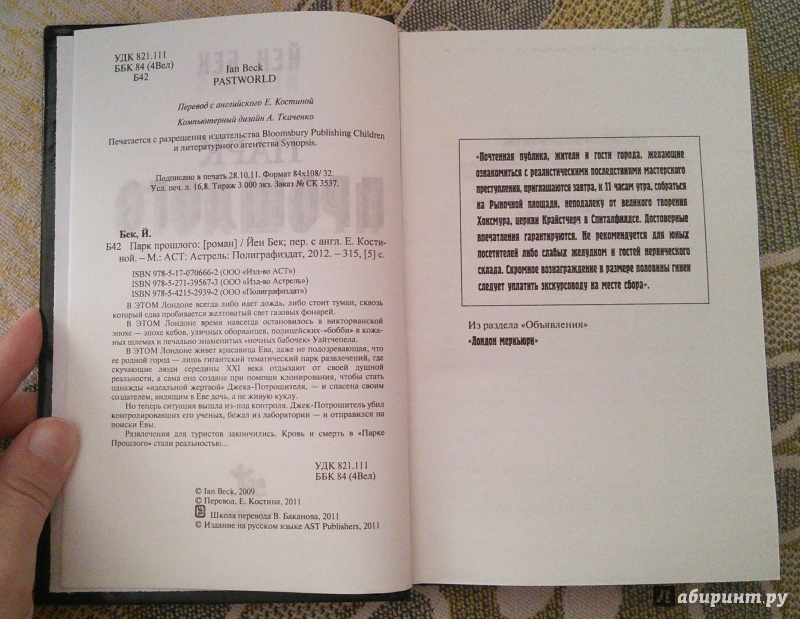 УДК 821.111
ББК 84 (4Вел)
Б42
Ian Beck
PASTWORLD
Перевод с английского Е. Костиной
Компьютерный дизайн А. Ткаченко
Печатается с разрешения издательства Bloomsbury Publishing Children
и литературного агентства Synopsis.
Подписано в печать 28.10.11. Формат 84x108/ 32.
Усл. печ. л. 16,8. Тираж 3 000 экз. Заказ № СК 3537.
Бек, Й.
Б42 Парк прошлого: [роман] / Йен Бек; пер. с англ. Е. Кости-
ной. – М.: АСТ: Астрель: Полиграфиздат, 2012. – 315, [5] с.
ISBN 978-5-17-070666-2 (ООО «Изд-во АСТ»)
ISBN 978-5-271-39567-3 (ООО «Изд-во Астрель»)
ISBN 978-5-4215-2939-2 (ООО «Полиграфиздат»)
В ЭТОМ Лондоне всегда либо идет дождь, либо стоит туман, сквозь
который едва пробивается желтоватый свет газовых фонарей.
В ЭТОМ Лондоне время навсегда остановилось в викторианской
эпохе — эпохе кебов, уличных оборванцев, полицейских-«бобби» в кожа-
ных шлемах и печально знаменитых «ночных бабочек» Уайтчепела.
В ЭТОМ Лондоне живет красавица Ева, даже не подозревающая, что
ее родной город — лишь гигантский тематический парк развлечений, где
скучающие люди середины XXI века отдыхают от своей душной
реальности, а сама она создана при помощи клонирования, чтобы стать
однажды «идеальной жертвой» Джека-Потрошителя, — и спасена своим
создателем, видящим в Еве дочь, а не живую куклу.
Но теперь ситуация вышла из-под контроля. Джек-Потрошитель убил
контролировавших его ученых, бежал из лаборатории — и отправился на
поиски Евы.
Развлечения для туристов закончились. Кровь и смерть в «Парке
Прошлого» стали реальностью...
УДК 821.111
ББК 84 (4Вел)
© Ian Beck, 2009
© Перевод. Е. Костина, 2011
Школа перевода В. Баканова, 2011
© Издание на русском языке AST Publishers, 2011
«Почтенная публика, жители и гости города, желающие
ознакомиться с реалистическими последствиями мастерского
преступления, приглашаются завтра, к 11 часам утра, собраться
на Рыночной площади, неподалеку от великого творения
Хоксмура, церкви Крайстчерч в Спиталфилдсе. Достоверные
впечатления гарантируются. Не рекомендуется для юных
посетителей либо слабых желудком и гостей нервического
склада. Скромное вознаграждение в размере половины гинеи
следует уплатить экскурсоводу на месте сбора».
Из раздела «Объявления»
«Лондон меркьюри»
Лабиринт.ру